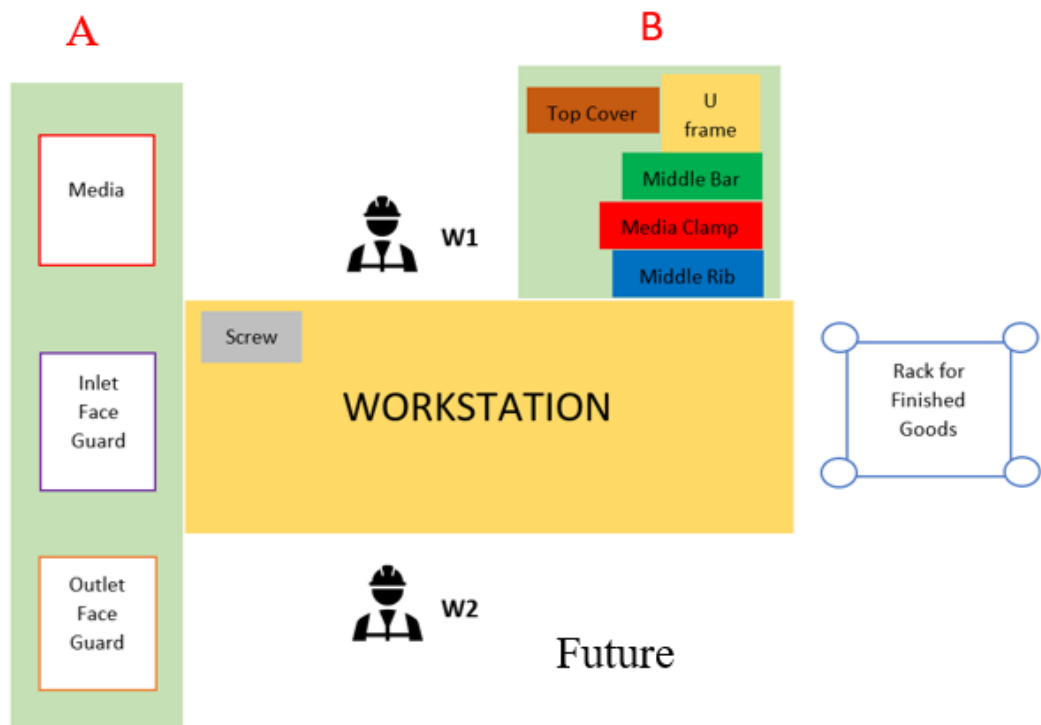 A
B
Media
Inlet
Face
Guard
Outlet
Face
Guard
W1
Top Cover
U
frame
Middle Bar
Media Clamp
Middle Rib
Screw
WORKSTATION
Rack for
Finished
Goods
W2
Future